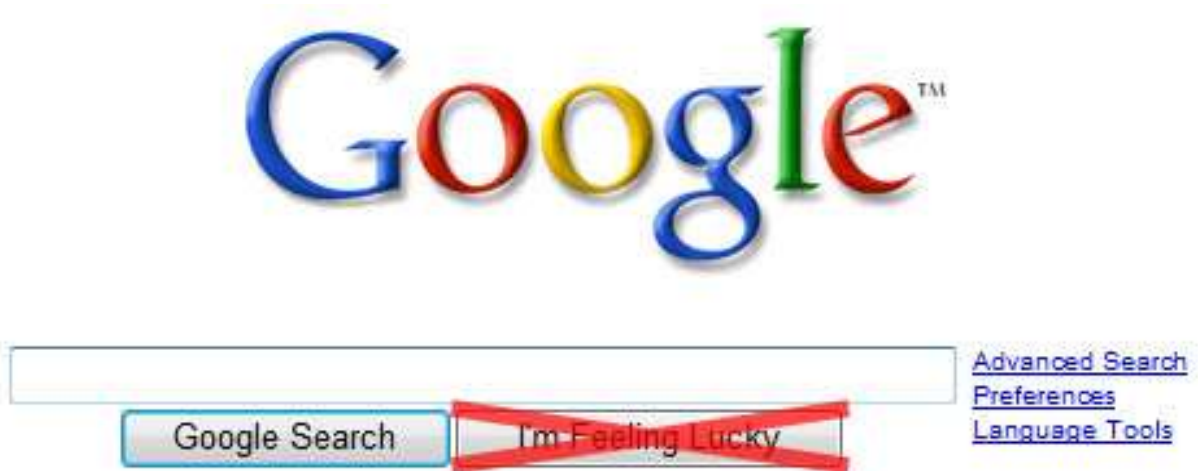 Google™
Advanced Search
Preferences
Language Tools
Google Search
I'm Feeling Lucky